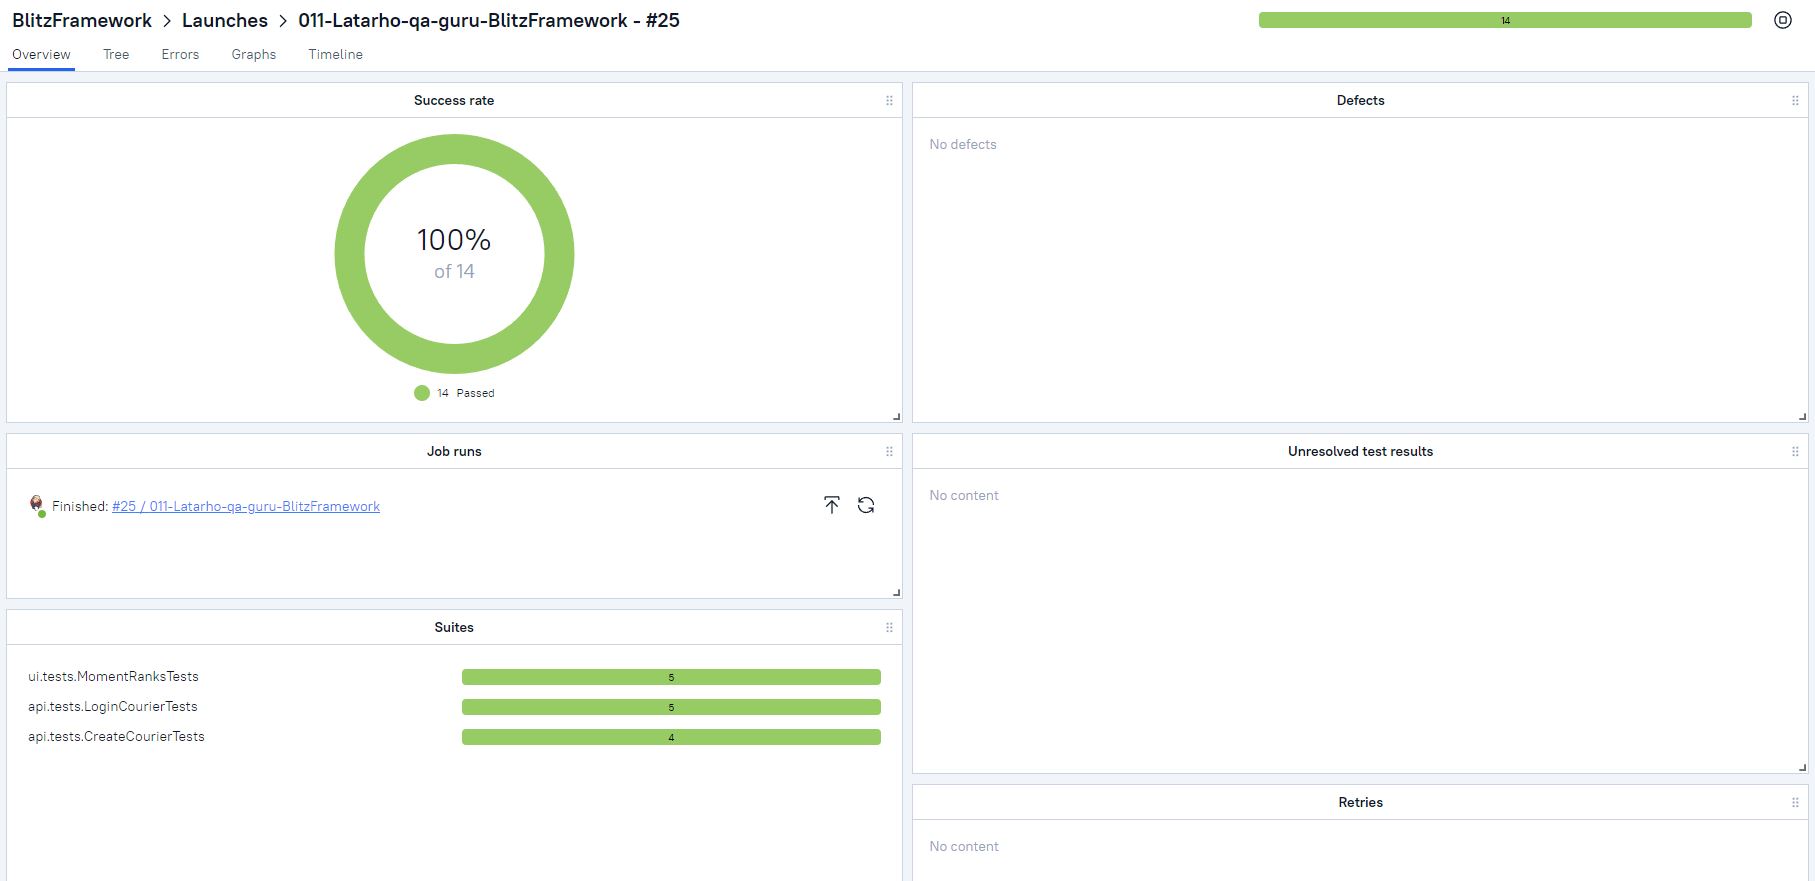 BlitzFramework > Launches > 011-Latarho-qa-guru-BlitzFramework - #25
14
Overview Tree Errors Graphs Timeline
Success rate
100%
of 14
14 Passed
Defects
No defects
Job runs
Finished: #25 / 011-Latarho-qa-guru-BlitzFramework
Unresolved test results
No content
Suites
ui.tests.MomentRanksTests 5
api.tests.LoginCourierTests 5
api.tests.CreateCourierTests 4
Retries
No content